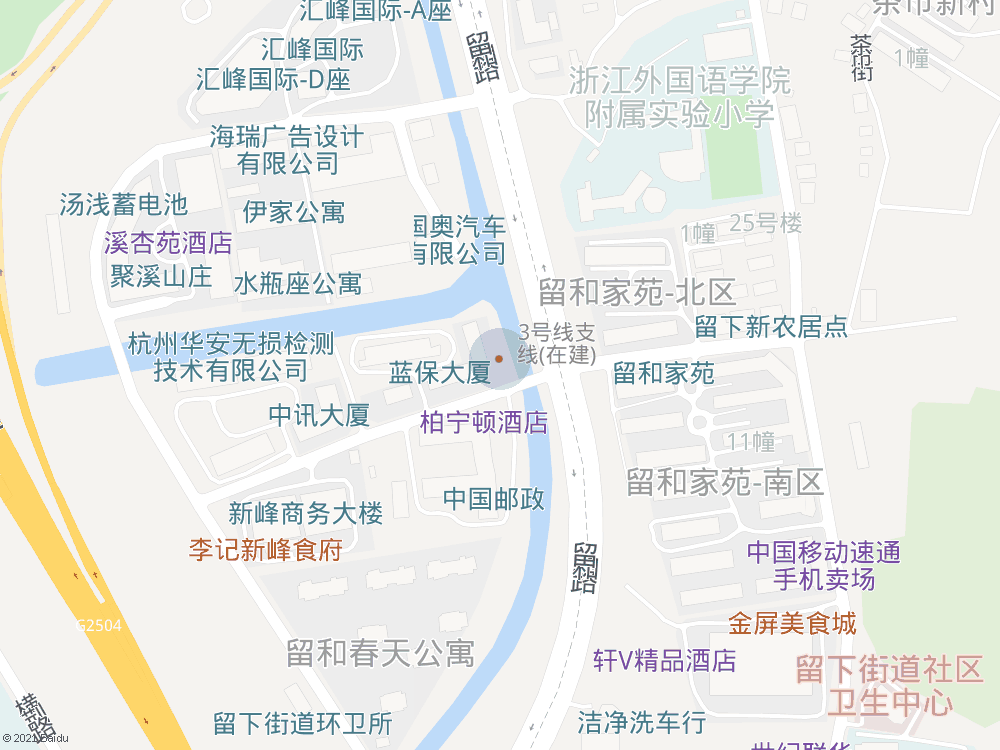 汇峰国际-A座
茶市新村
留和路
汇峰国际
茶市街
1幢
汇峰国际-D座
浙江外国语学院
附属实验小学
海瑞广告设计
有限公司
汤浅蓄电池
伊家公寓
国奥汽车
有限公司
25号楼
1幢
溪杏苑酒店
聚溪山庄
水瓶座公寓
留和家苑-北区
3号线支
线(在建)
留下新农居点
杭州华安无损检测
技术有限公司
蓝保大厦
留和家苑
中讯大厦
柏宁顿酒店
11幢
留和家苑-南区
中国邮政
新峰商务大楼
李记新峰食府
留和路
中国移动速通
手机卖场
G2504
金屏美食城
留和春天公寓
轩V精品酒店
留下街道社区
卫生中心
留下街道环卫所
洁净洗车行
世纪联华
© 2021 Baidu